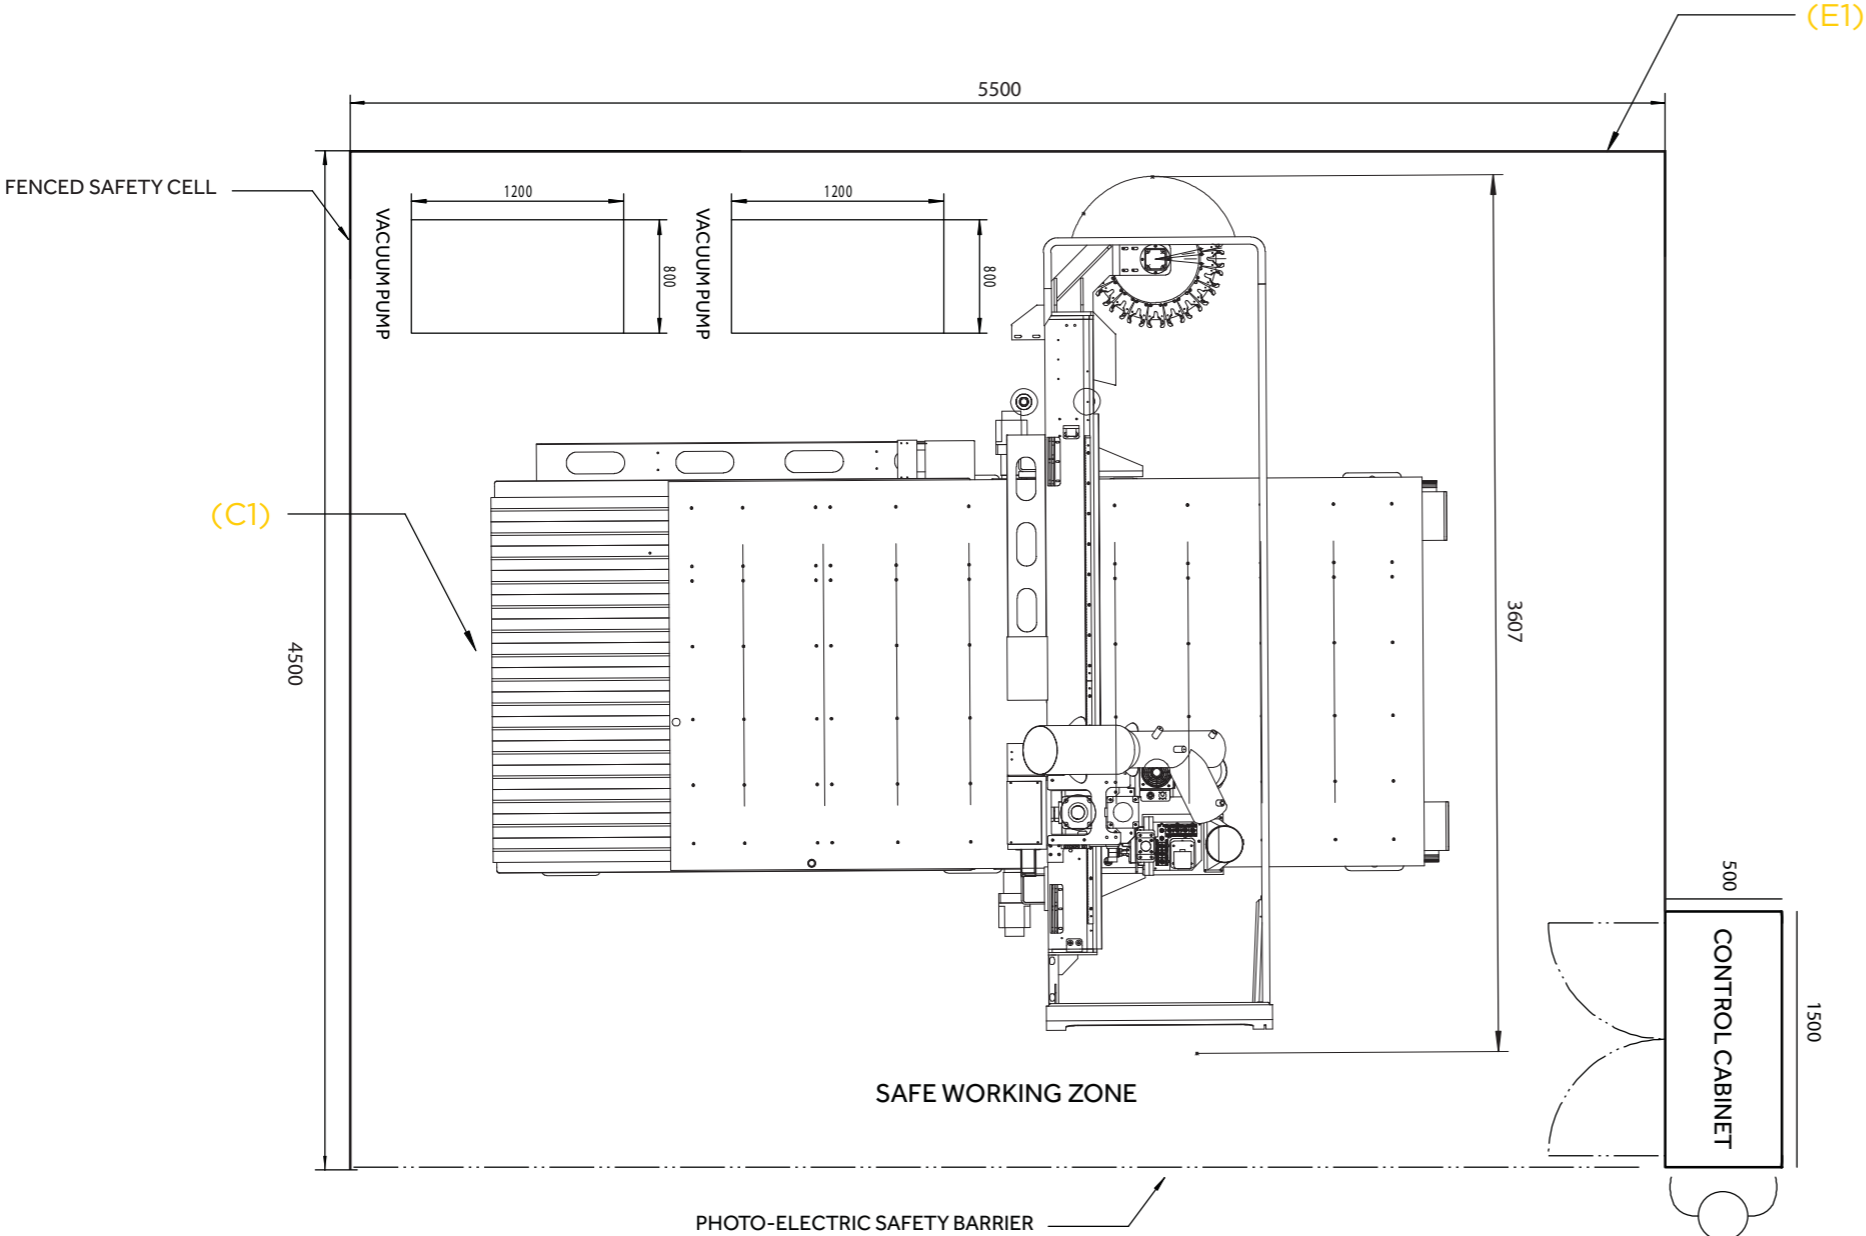 (E1)
5500
FENCED SAFETY CELL
1200
1200
VACUUM PUMP
800
VACUUM PUMP
800
(C1)
4500
3607
500
CONTROL CABINET
1500
SAFE WORKING ZONE
PHOTO-ELECTRIC SAFETY BARRIER